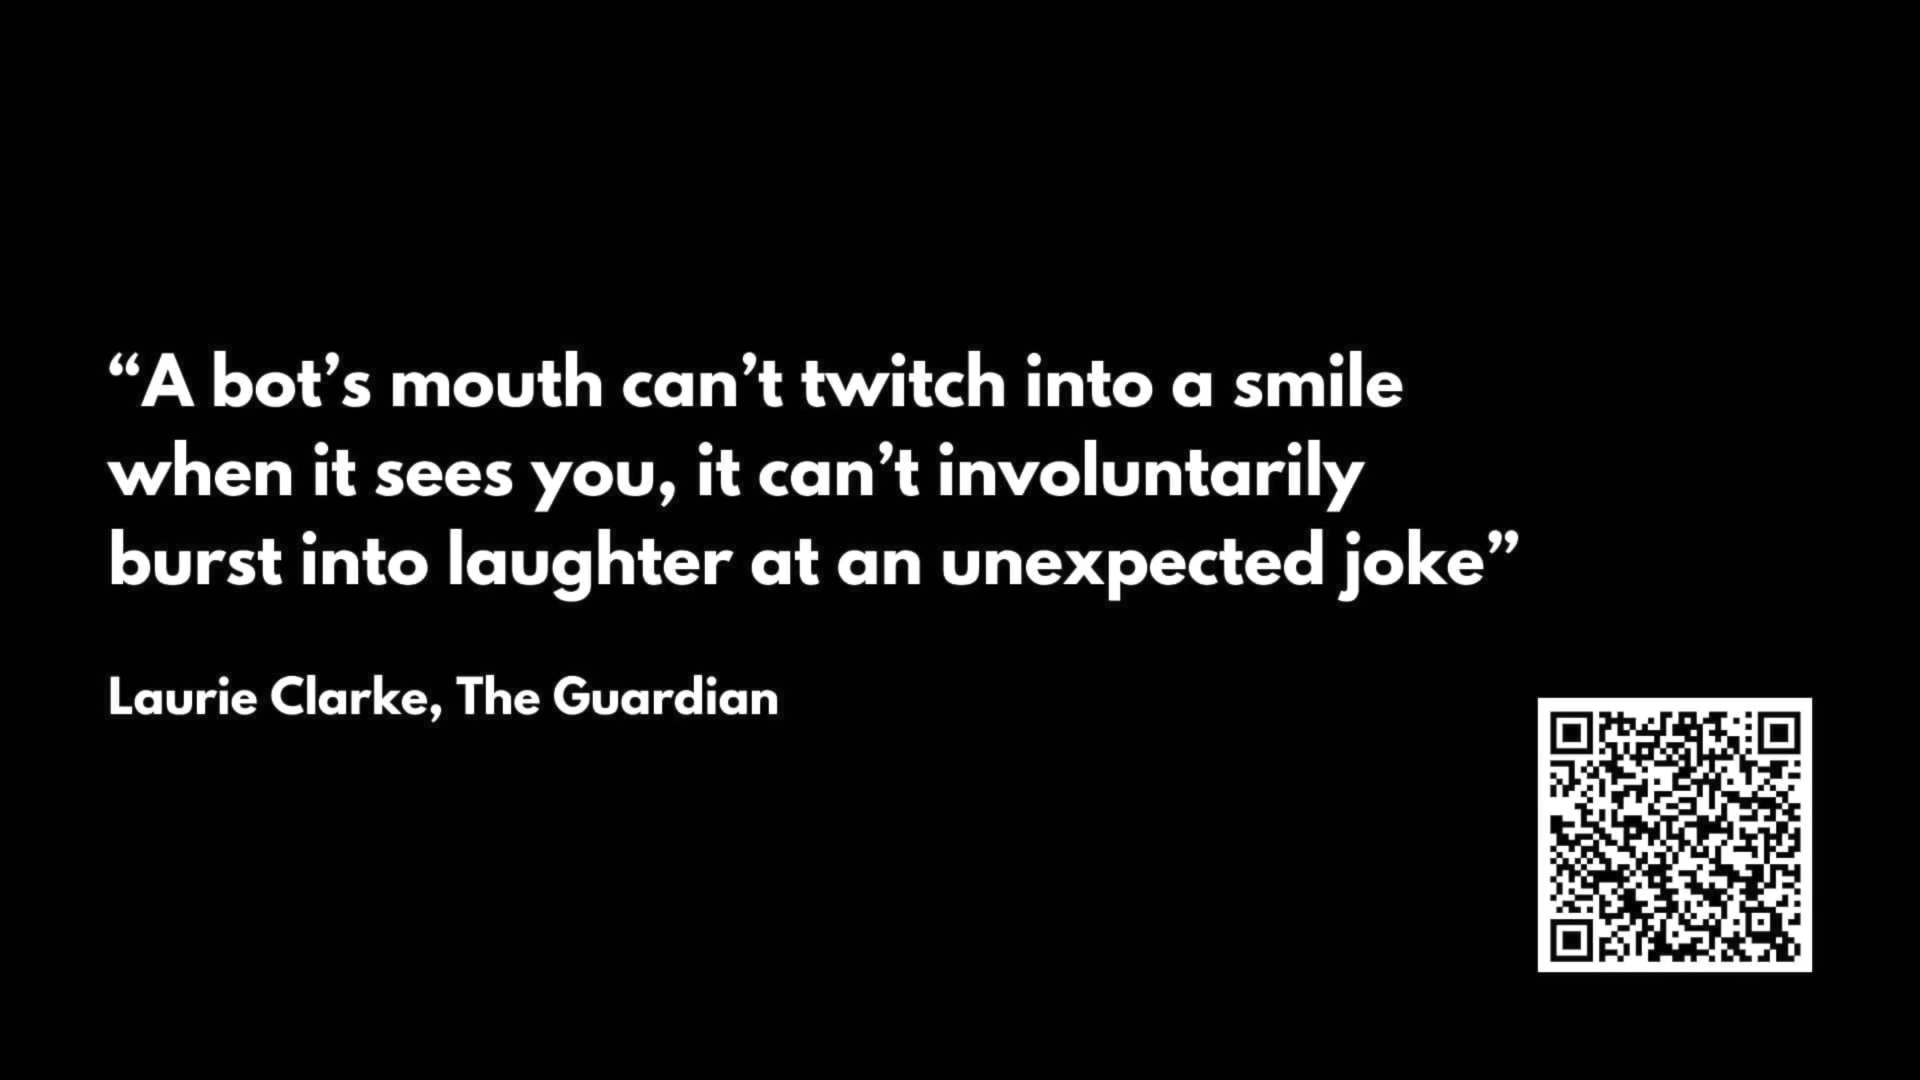 “A bot’s mouth can’t twitch into a smile
when it sees you, it can’t involuntarily
burst into laughter at an unexpected joke”
Laurie Clarke, The Guardian